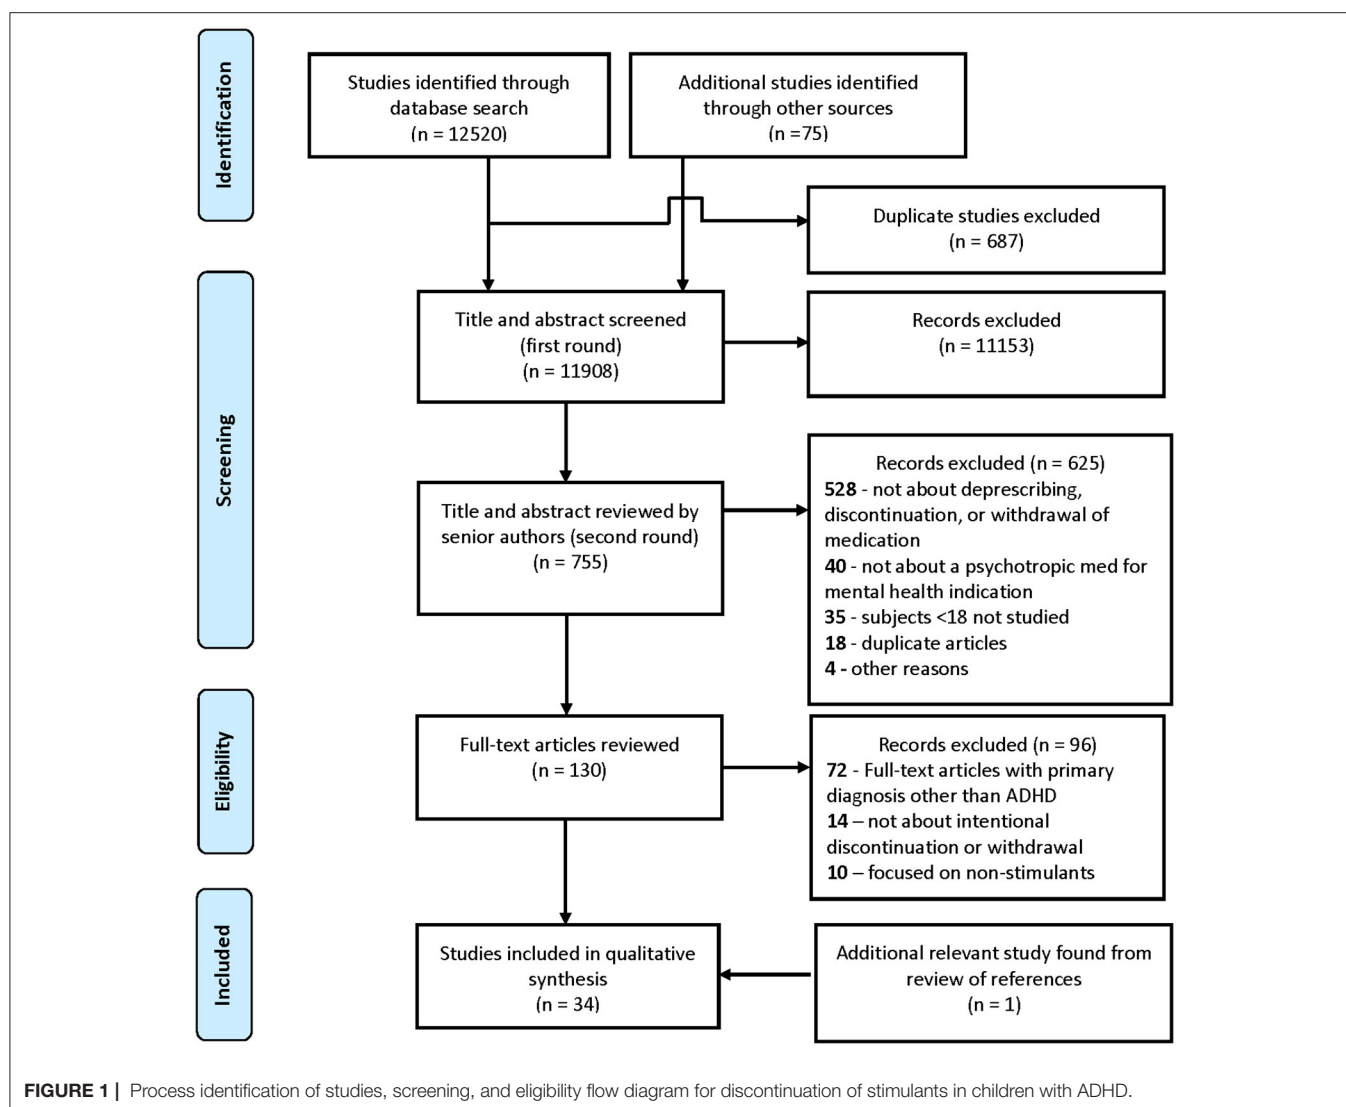 Identification
Studies identified through
database search
(n = 12520)
Additional studies identified
through other sources
(n =75)
Duplicate studies excluded
(n = 687)
Screening
Title and abstract screened
(first round)
(n = 11908)
Records excluded
(n = 11153)
Title and abstract reviewed by
senior authors (second round)
(n = 755)
Records excluded (n = 625)
528 - not about deprescribing,
discontinuation, or withdrawal of
medication
40 - not about a psychotropic med for
mental health indication
35 - subjects <18 not studied
18 - duplicate articles
4 - other reasons
Eligibility
Full-text articles reviewed
(n = 130)
Records excluded (n = 96)
72 - Full-text articles with primary
diagnosis other than ADHD
14 – not about intentional
discontinuation or withdrawal
10 – focused on non-stimulants
Included
Studies included in qualitative
synthesis
(n = 34)
Additional relevant study found from
review of references
(n = 1)
FIGURE 1 | Process identification of studies, screening, and eligibility flow diagram for discontinuation of stimulants in children with ADHD.